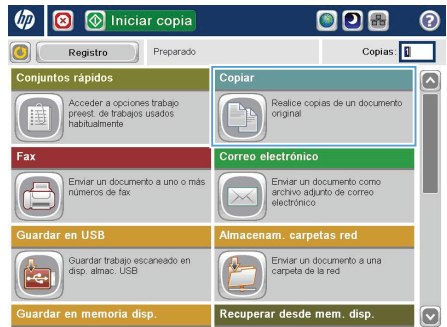 hp
Iniciar copia
?
Registro
Preparado
Copias: 1
Conjuntos rápidos
Acceder a opciones trabajo
preest. de trabajos usados
habitualmente
Copiar
Realice copias de un documento
original
Fax
Enviar un documento a uno o más
números de fax
Correo electrónico
Enviar un documento como
archivo adjunto de correo
electrónico
Guardar en USB
Guardar trabajo escaneado en
disp. almac. USB
Almacenam. carpetas red
Enviar un documento a una
carpeta de la red
Guardar en memoria disp.
Recuperar desde mem. disp.